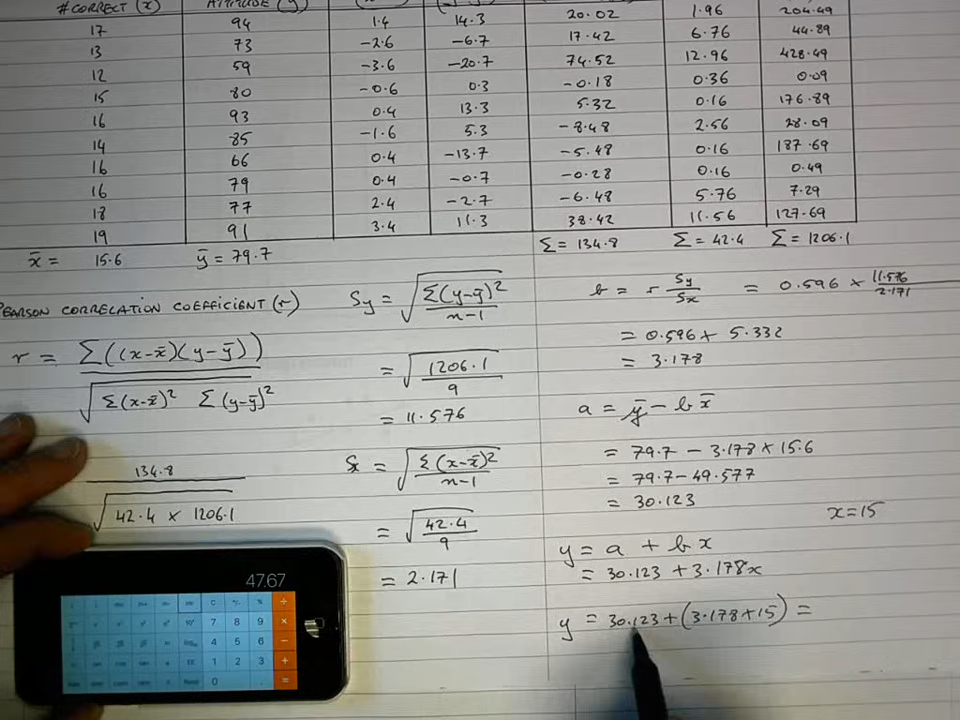 #CORRECT (x) ATTITUDE (y)
17 94 1.4 14.3 20.02 1.96 204.49
13 73 -2.6 -6.7 17.42 6.76 44.89
12 59 -3.6 -20.7 74.52 12.96 428.49
15 80 -0.6 0.3 -0.18 0.36 0.09
16 93 0.4 13.3 5.32 0.16 176.89
14 85 -1.6 5.3 -8.48 2.56 28.09
16 66 0.4 -13.7 -5.48 0.16 187.69
16 79 0.4 -0.7 -0.28 0.16 0.49
18 77 2.4 -2.7 -6.48 5.76 7.29
19 91 3.4 11.3 38.42 11.56 127.69
x̄ = 15.6 ȳ = 79.7 Σ = 134.8 Σ = 42.4 Σ = 1206.1
PEARSON CORRELATION COEFFICIENT (r)
r = Σ((x-x̄)(y-ȳ)) / √(Σ(x-x̄)² Σ(y-ȳ)²)
134.8 / √(42.4 × 1206.1)
47.67
C % +
7 8 9 ×
4 5 6 −
1 2 3 +
0 . =
Sy = √(Σ(y-ȳ)² / n-1)
= √(1206.1 / 9)
= 11.576
Sx = √(Σ(x-x̄)² / n-1)
= √(42.4 / 9)
= 2.171
b = r Sy/Sx = 0.596 × 11.576/2.171
= 0.596 × 5.332
= 3.178
a = ȳ - b x̄
= 79.7 - 3.178 × 15.6
= 79.7 - 49.577
= 30.123
x=15
y = a + b x
= 30.123 + 3.178x
y = 30.123 + (3.178×15) =